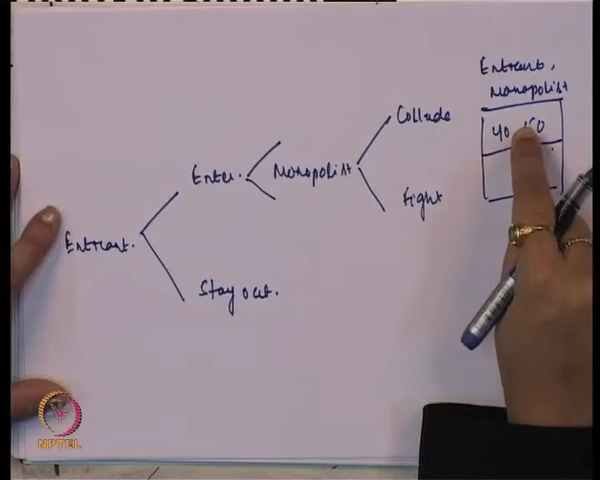 Entrant,
Monopolist
Collude
40
Enter.
Monopolist
Fight
Entrant.
Stay out.
NPTEL